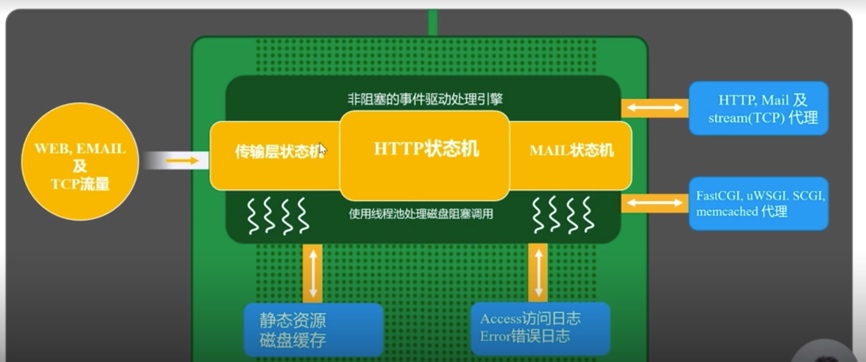 非阻塞的事件驱动处理引擎
HTTP, Mail 及
stream(TCP) 代理
WEB, EMAIL
及
TCP流量
传输层状态机
HTTP状态机
MAIL状态机
FastCGI, uWSGI. SCGI,
memcached 代理
使用线程池处理磁盘阻塞调用
静态资源
磁盘缓存
Access访问日志
Error错误日志